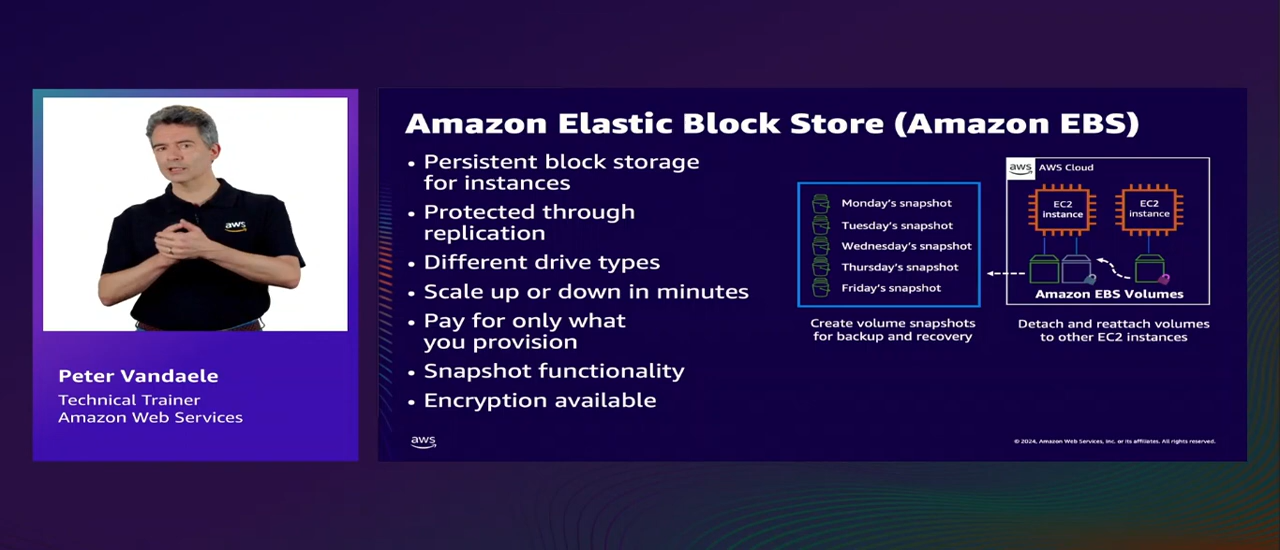 aws
Peter Vandaele
Technical Trainer
Amazon Web Services
Amazon Elastic Block Store (Amazon EBS)
• Persistent block storage
for instances
• Protected through
replication
• Different drive types
• Scale up or down in minutes
• Pay for only what
you provision
• Snapshot functionality
• Encryption available
Monday's snapshot
Tuesday's snapshot
Wednesday's snapshot
Thursday's snapshot
Friday's snapshot
Create volume snapshots
for backup and recovery
aws AWS Cloud
EC2
instance
EC2
instance
Amazon EBS Volumes
Detach and reattach volumes
to other EC2 instances
aws
© 2024, Amazon Web Services, Inc. or its affiliates. All rights reserved.